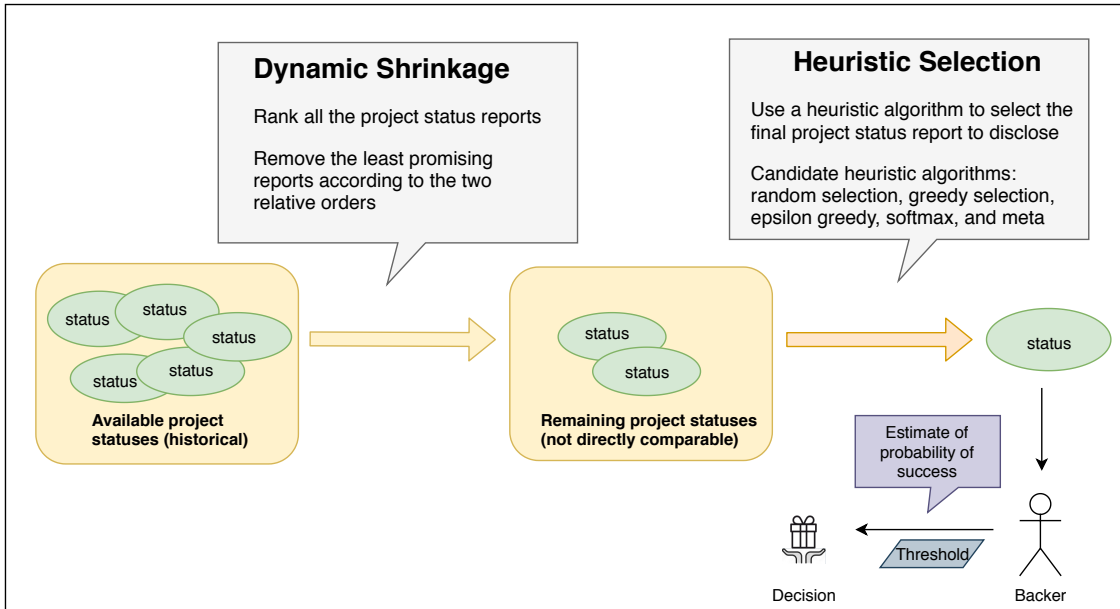 Dynamic Shrinkage
Rank all the project status reports
Remove the least promising
reports according to the two
relative orders
Heuristic Selection
Use a heuristic algorithm to select the
final project status report to disclose
Candidate heuristic algorithms:
random selection, greedy selection,
epsilon greedy, softmax, and meta
status
status
status
status
status
Available project
statuses (historical)
status
status
Remaining project statuses
(not directly comparable)
status
Estimate of
probability of
success
Threshold
Decision
Backer